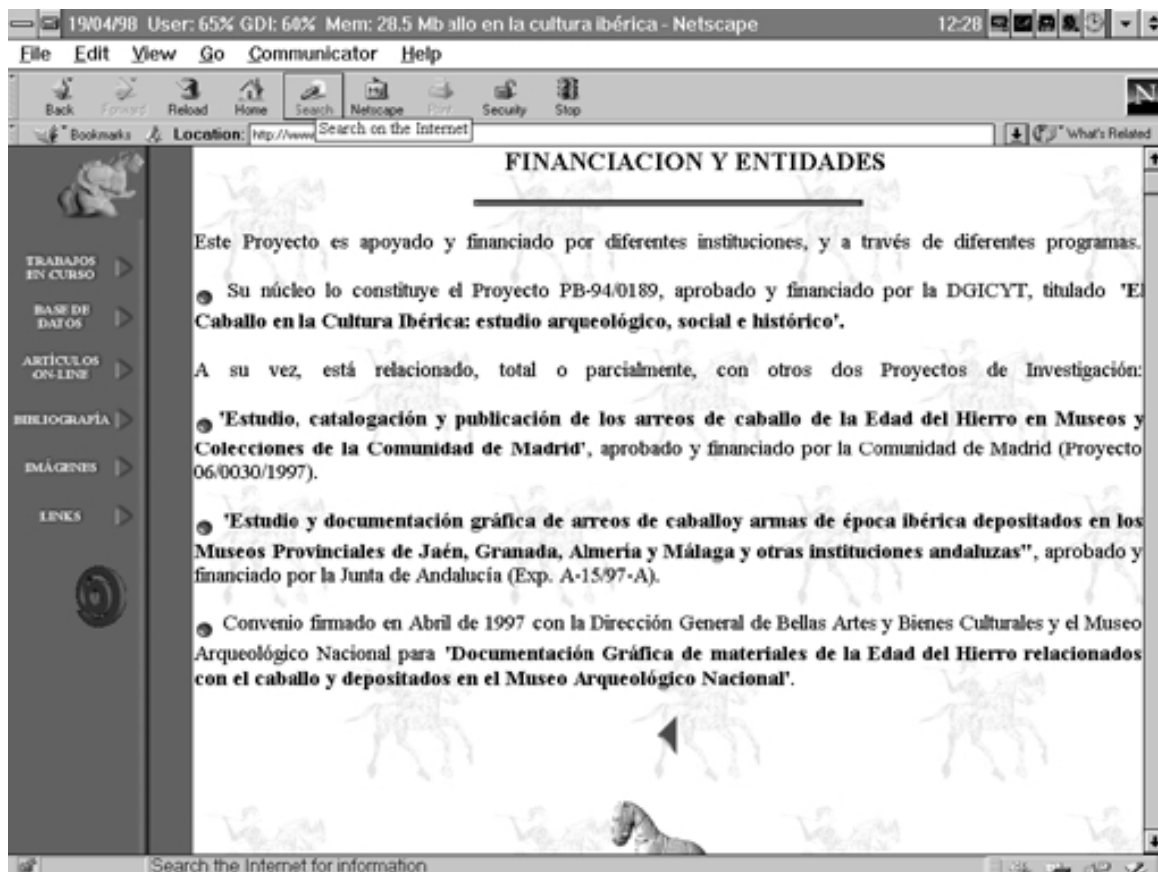 19/04/98 User: 65% GDI: 60% Mem: 28.5 Mb allo en la cultura ibérica - Netscape 12:28
File Edit View Go Communicator Help
Back Forward Reload Home Search Netscape Print Security Stop
N
Bookmarks Location: http://www Search on the Internet What's Related
FINANCIACION Y ENTIDADES
Este Proyecto es apoyado y financiado por diferentes instituciones, y a través de diferentes programas.
Su núcleo lo constituye el Proyecto PB-94/0189, aprobado y financiado por la DGICYT, titulado 'El
Caballo en la Cultura Ibérica: estudio arqueológico, social e histórico'.
A su vez, está relacionado, total o parcialmente, con otros dos Proyectos de Investigación:
'Estudio, catalogación y publicación de los arreos de caballo de la Edad del Hierro en Museos y
Colecciones de la Comunidad de Madrid', aprobado y financiado por la Comunidad de Madrid (Proyecto
06/0030/1997).
'Estudio y documentación gráfica de arreos de caballoy armas de época ibérica depositados en los
Museos Provinciales de Jaén, Granada, Almería y Málaga y otras instituciones andaluzas", aprobado y
financiado por la Junta de Andalucía (Exp. A-15/97-A).
Convenio firmado en Abril de 1997 con la Dirección General de Bellas Artes y Bienes Culturales y el Museo
Arqueológico Nacional para 'Documentación Gráfica de materiales de la Edad del Hierro relacionados
con el caballo y depositados en el Museo Arqueológico Nacional'.
TRABAJOS
EN CURSO
BASE DE
DATOS
ARTÍCULOS
ON-LINE
BIBLIOGRAFÍA
IMÁGENES
LINKS
Search the Internet for information